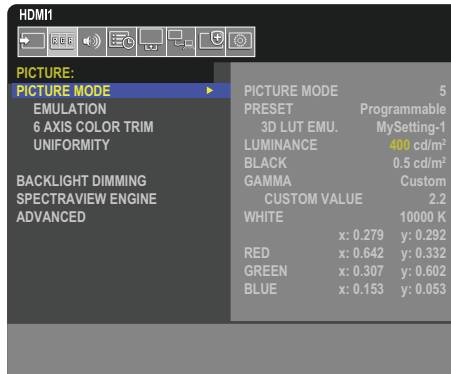 HDMI1
PICTURE:
PICTURE MODE
EMULATION
6 AXIS COLOR TRIM
UNIFORMITY
BACKLIGHT DIMMING
SPECTRAVIEW ENGINE
ADVANCED
PICTURE MODE 5
PRESET Programmable
3D LUT EMU. MySetting-1
LUMINANCE 400 cd/m²
BLACK 0.5 cd/m²
GAMMA Custom
CUSTOM VALUE 2.2
WHITE 10000 K
x: 0.279 y: 0.292
RED x: 0.642 y: 0.332
GREEN x: 0.307 y: 0.602
BLUE x: 0.153 y: 0.053